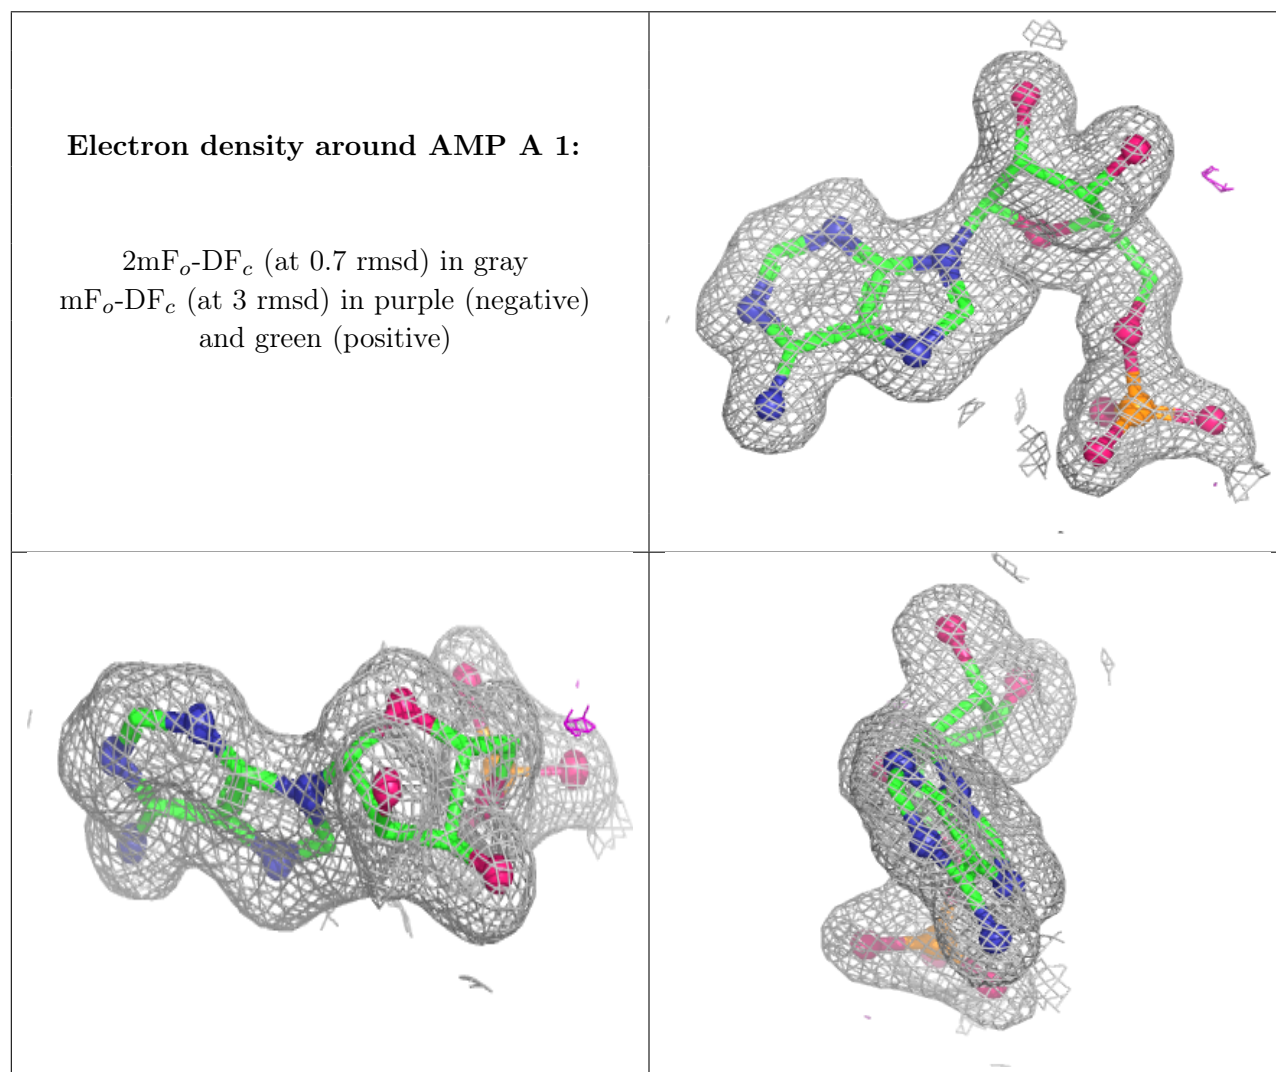 Electron density around AMP A 1:
2mFo-DFc (at 0.7 rmsd) in gray
mFo-DFc (at 3 rmsd) in purple (negative)
and green (positive)